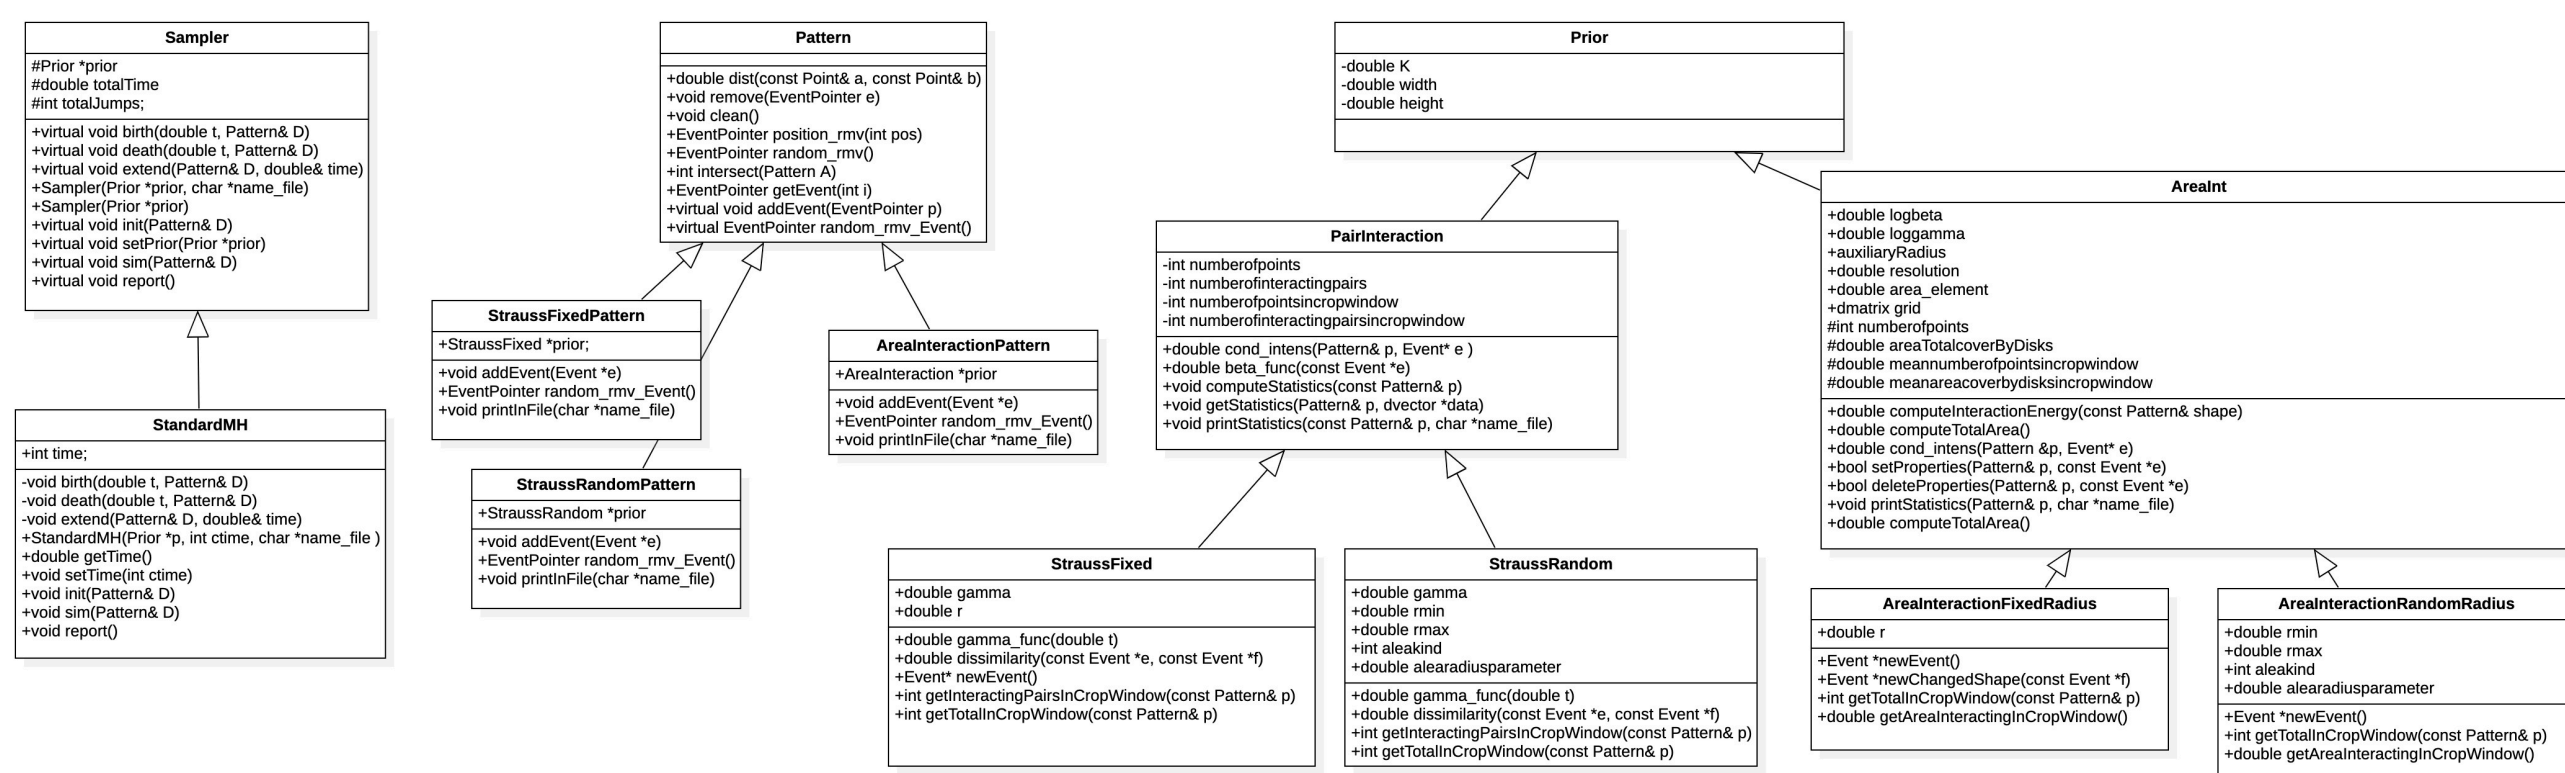 Sampler
#Prior *prior
#double totalTime
#int totalJumps;
+virtual void birth(double t, Pattern& D)
+virtual void death(double t, Pattern& D)
+virtual void extend(Pattern& D, double& time)
+Sampler(Prior *prior, char *name_file)
+Sampler(Prior *prior)
+virtual void init(Pattern& D)
+virtual void setPrior(Prior *prior)
+virtual void sim(Pattern& D)
+virtual void report()
StandardMH
+int time;
-void birth(double t, Pattern& D)
-void death(double t, Pattern& D)
-void extend(Pattern& D, double& time)
+StandardMH(Prior *p, int ctime, char *name_file )
+double getTime()
+void setTime(int ctime)
+void init(Pattern& D)
+void sim(Pattern& D)
+void report()
Pattern
+double dist(const Point& a, const Point& b)
+void remove(EventPointer e)
+void clean()
+EventPointer position_rmv(int pos)
+EventPointer random_rmv()
+int intersect(Pattern A)
+EventPointer getEvent(int i)
+virtual void addEvent(EventPointer p)
+virtual EventPointer random_rmv_Event()
StraussFixedPattern
+StraussFixed *prior;
+void addEvent(Event *e)
+EventPointer random_rmv_Event()
+void printInFile(char *name_file)
StraussRandomPattern
+StraussRandom *prior
+void addEvent(Event *e)
+EventPointer random_rmv_Event()
+void printInFile(char *name_file)
AreaInteractionPattern
+AreaInteraction *prior
+void addEvent(Event *e)
+EventPointer random_rmv_Event()
+void printInFile(char *name_file)
Prior
-double K
-double width
-double height
PairInteraction
-int numberofpoints
-int numberofinteractingpairs
-int numberofpointsincropwindow
-int numberofinteractingpairsincropwindow
+double cond_intens(Pattern& p, Event* e )
+double beta_func(const Event *e)
+void computeStatistics(const Pattern& p)
+void getStatistics(Pattern& p, dvector *data)
+void printStatistics(const Pattern& p, char *name_file)
StraussFixed
+double gamma
+double r
+double gamma_func(double t)
+double dissimilarity(const Event *e, const Event *f)
+Event* newEvent()
+int getInteractingPairsInCropWindow(const Pattern& p)
+int getTotalInCropWindow(const Pattern& p)
StraussRandom
+double gamma
+double rmin
+double rmax
+int aleakind
+double alearadiusparameter
+double gamma_func(double t)
+double dissimilarity(const Event *e, const Event *f)
+int getInteractingPairsInCropWindow(const Pattern& p)
+int getTotalInCropWindow(const Pattern& p)
AreaInt
+double logbeta
+double loggamma
+auxiliaryRadius
+double resolution
+double area_element
+dmatrix grid
#int numberofpoints
#double areaTotalcoverByDisks
#double meannumberofpointsincropwindow
#double meanareacoverbydisksincropwindow
+double computeInteractionEnergy(const Pattern& shape)
+double computeTotalArea()
+double cond_intens(Pattern &p, Event* e)
+bool setProperties(Pattern& p, const Event *e)
+bool deleteProperties(Pattern& p, const Event *e)
+void printStatistics(Pattern& p, char *name_file)
+double computeTotalArea()
AreaInteractionFixedRadius
+double r
+Event *newEvent()
+Event *newChangedShape(const Event *f)
+int getTotalInCropWindow(const Pattern& p)
+double getAreaInteractingInCropWindow()
AreaInteractionRandomRadius
+double rmin
+double rmax
+int aleakind
+double alearadiusparameter
+Event *newEvent()
+int getTotalInCropWindow(const Pattern& p)
+double getAreaInteractingInCropWindow()